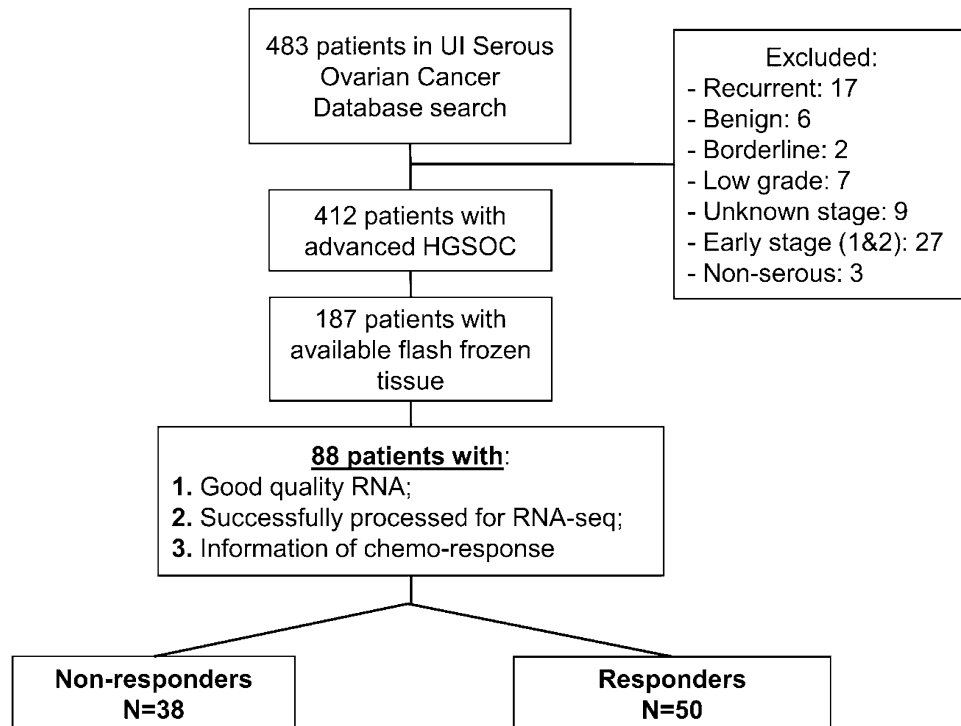 483 patients in UI Serous
Ovarian Cancer
Database search
Excluded:
- Recurrent: 17
- Benign: 6
- Borderline: 2
- Low grade: 7
- Unknown stage: 9
- Early stage (1&2): 27
- Non-serous: 3
412 patients with
advanced HGSOC
187 patients with
available flash frozen
tissue
88 patients with:
1. Good quality RNA;
2. Successfully processed for RNA-seq;
3. Information of chemo-response
Non-responders
N=38
Responders
N=50